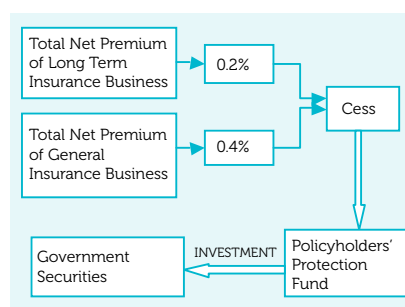 Total Net Premium
of Long Term
Insurance Business
0.2%
Total Net Premium
of General
Insurance Business
0.4%
Cess
Government
Securities
INVESTMENT
Policyholders'
Protection
Fund